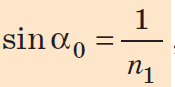 sin α₀ = 1/n₁,